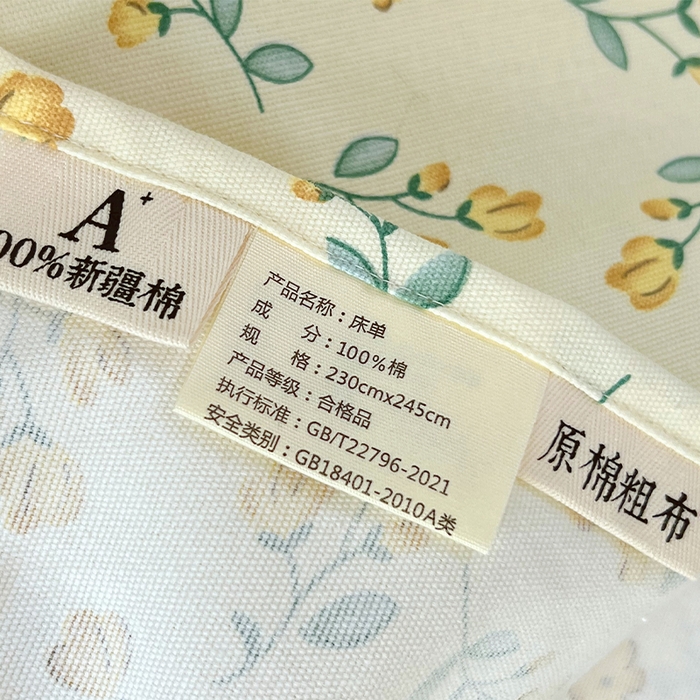 A+
00%新疆棉
产品名称：床单
成 分：100%棉
规 格：230cmx245cm
产品等级：合格品
执行标准：GB/T22796-2021
安全类别：GB18401-2010A类
原棉粗布